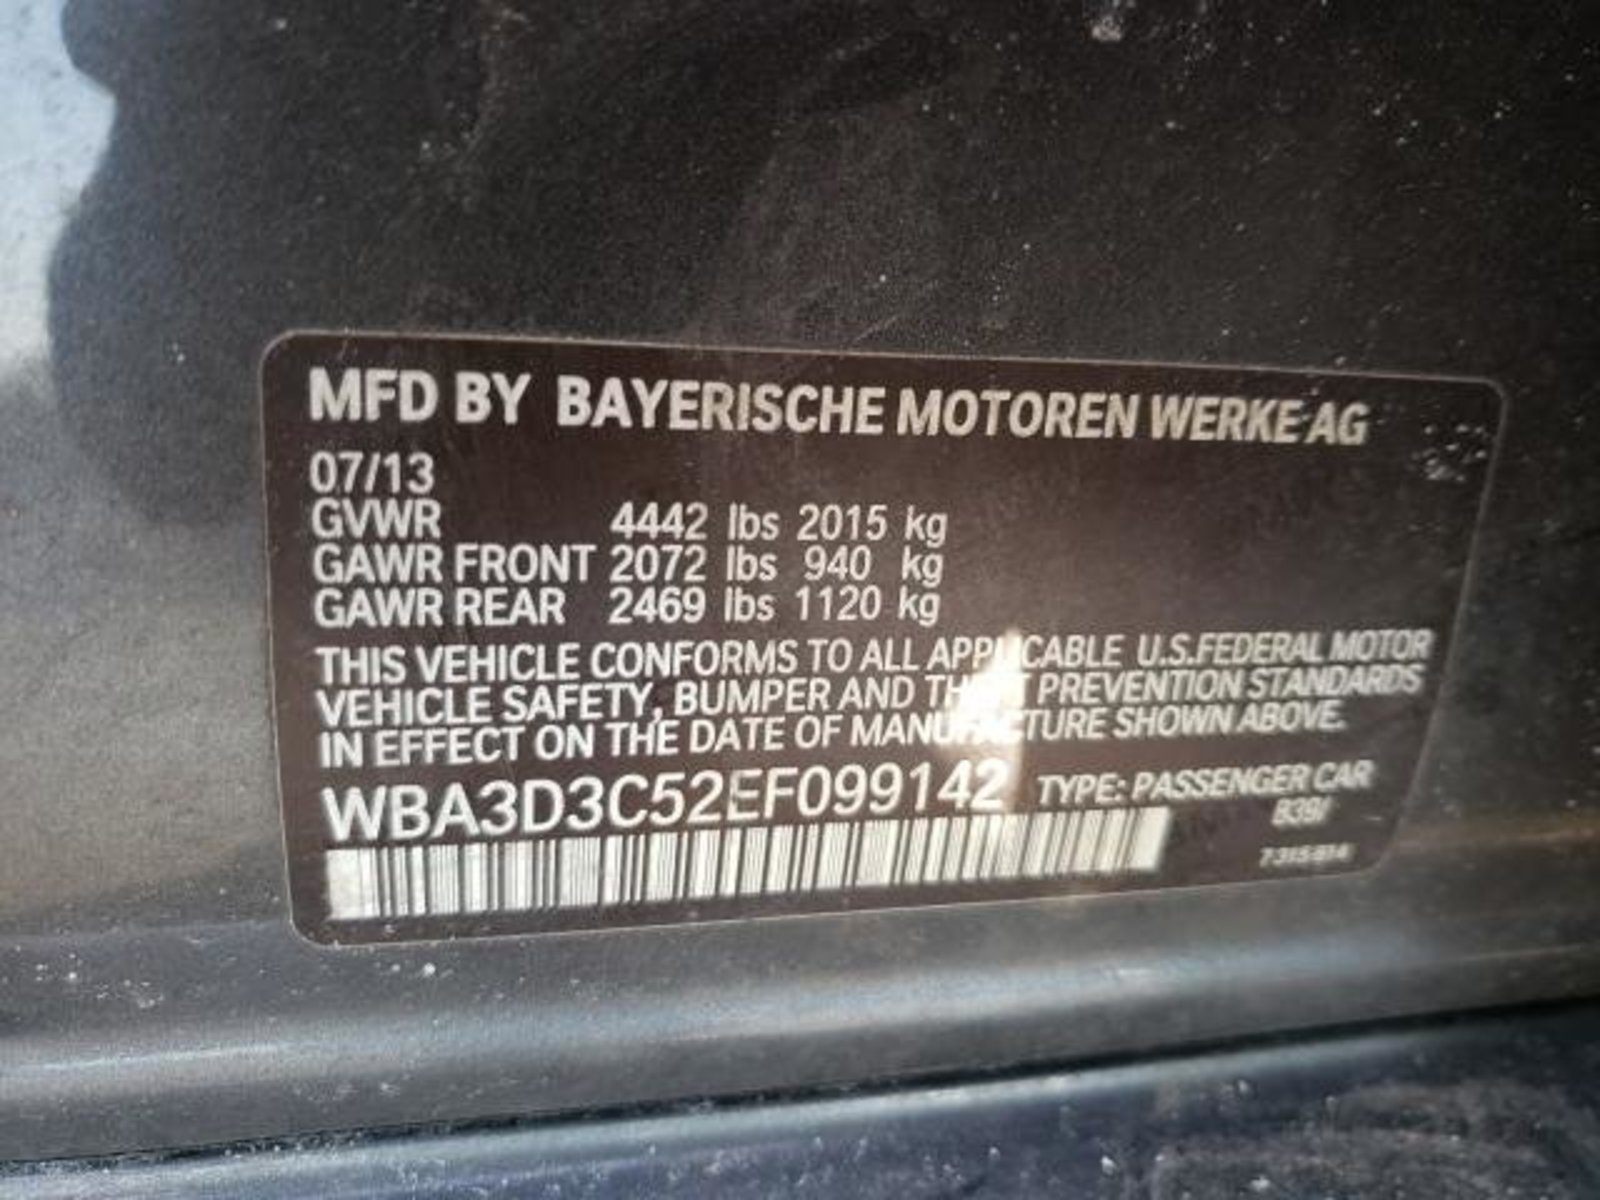 MFD BY BAYERISCHE MOTOREN WERKE AG
07/13
GVWR 4442 lbs 2015 kg
GAWR FRONT 2072 lbs 940 kg
GAWR REAR 2469 lbs 1120 kg
THIS VEHICLE CONFORMS TO ALL APPLICABLE U.S.FEDERAL MOTOR
VEHICLE SAFETY, BUMPER AND THEFT PREVENTION STANDARDS
IN EFFECT ON THE DATE OF MANUFACTURE SHOWN ABOVE.
WBA3D3C52EF099142 TYPE: PASSENGER CAR